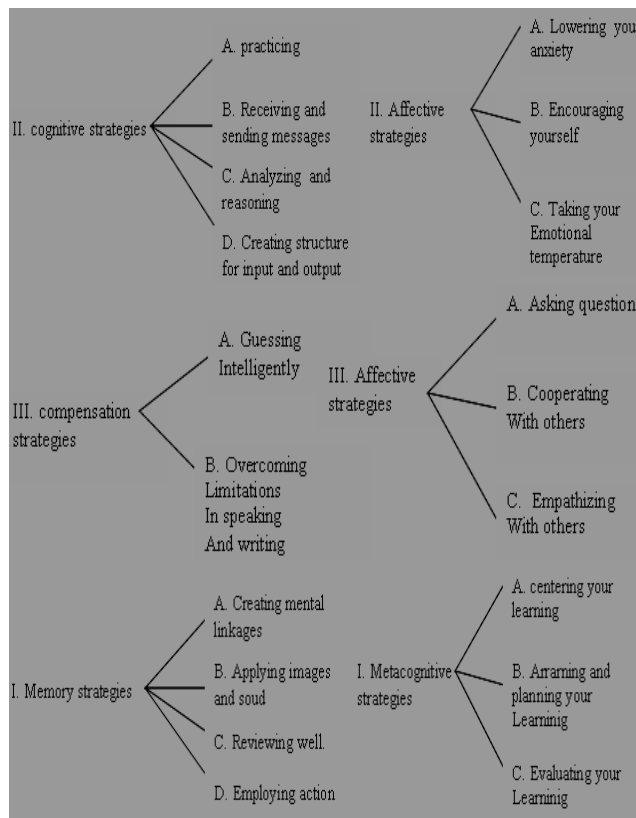 II. cognitive strategies
A. practicing
B. Receiving and
sending messages
C. Analyzing and
reasoning
D. Creating structure
for input and output
II. Affective
strategies
A. Lowering you
anxiety
B. Encouraging
yourself
C. Taking your
Emotional
temperature
III. compensation
strategies
A. Guessing
Intelligently
B. Overcoming
Limitations
In speaking
And writing
III. Affective
strategies
A. Asking question
B. Cooperating
With others
C. Empathizing
With others
I. Memory strategies
A. Creating mental
linkages
B. Applying images
and soud
C. Reviewing well.
D. Employing action
I. Metacognitive
strategies
A. centering your
learning
B. Arrarning and
planning your
Learninig
C. Evaluating your
Learninig